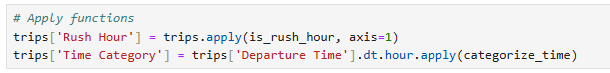 # Apply functions
trips['Rush Hour'] = trips.apply(is_rush_hour, axis=1)
trips['Time Category'] = trips['Departure Time'].dt.hour.apply(categorize_time)